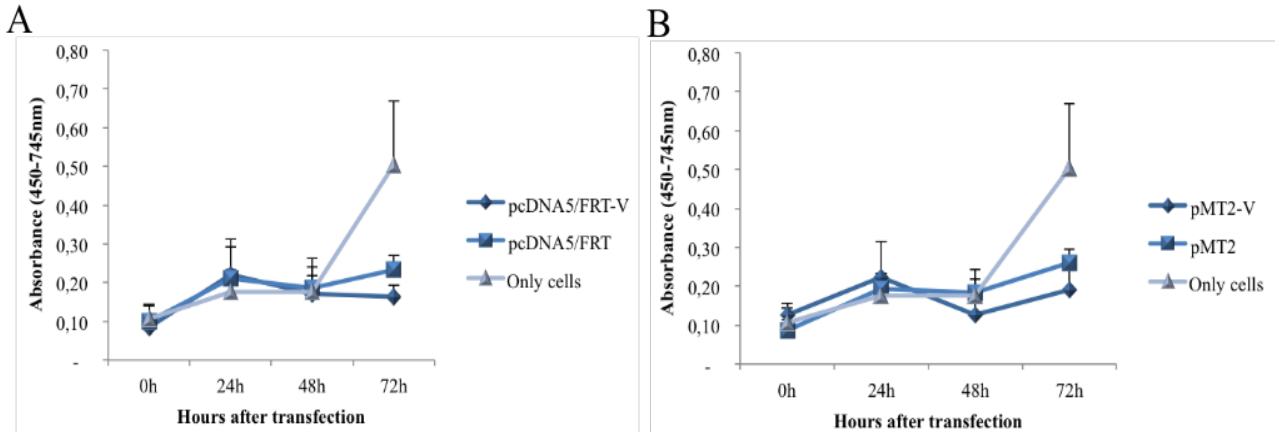 A
Absorbance (450-745nm)
0,80
0,70
0,60
0,50
0,40
0,30
0,20
0,10
-
0h 24h 48h 72h
Hours after transfection
pcDNA5/FRT-V
pcDNA5/FRT
Only cells
B
Absorbance (450-745nm)
0,80
0,70
0,60
0,50
0,40
0,30
0,20
0,10
-
0h 24h 48h 72h
Hours after transfection
pMT2-V
pMT2
Only cells